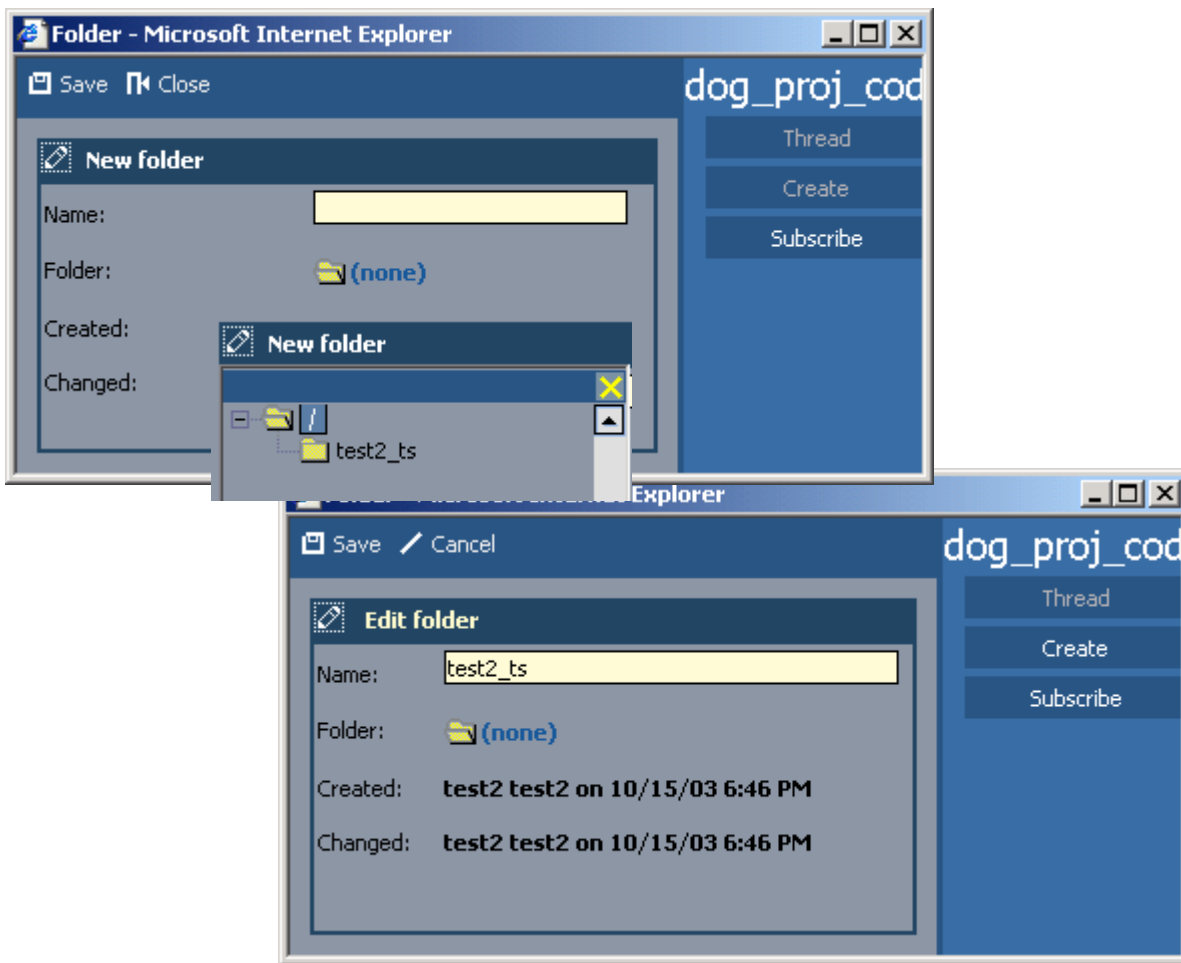 Folder - Microsoft Internet Explorer
Save Close
dog_proj_cod
Thread
Create
Subscribe
New folder
Name:
Folder: (none)
Created:
Changed:
New folder
/
test2_ts
Explorer
Save Cancel
dog_proj_cod
Thread
Create
Subscribe
Edit folder
Name: test2_ts
Folder: (none)
Created: test2 test2 on 10/15/03 6:46 PM
Changed: test2 test2 on 10/15/03 6:46 PM